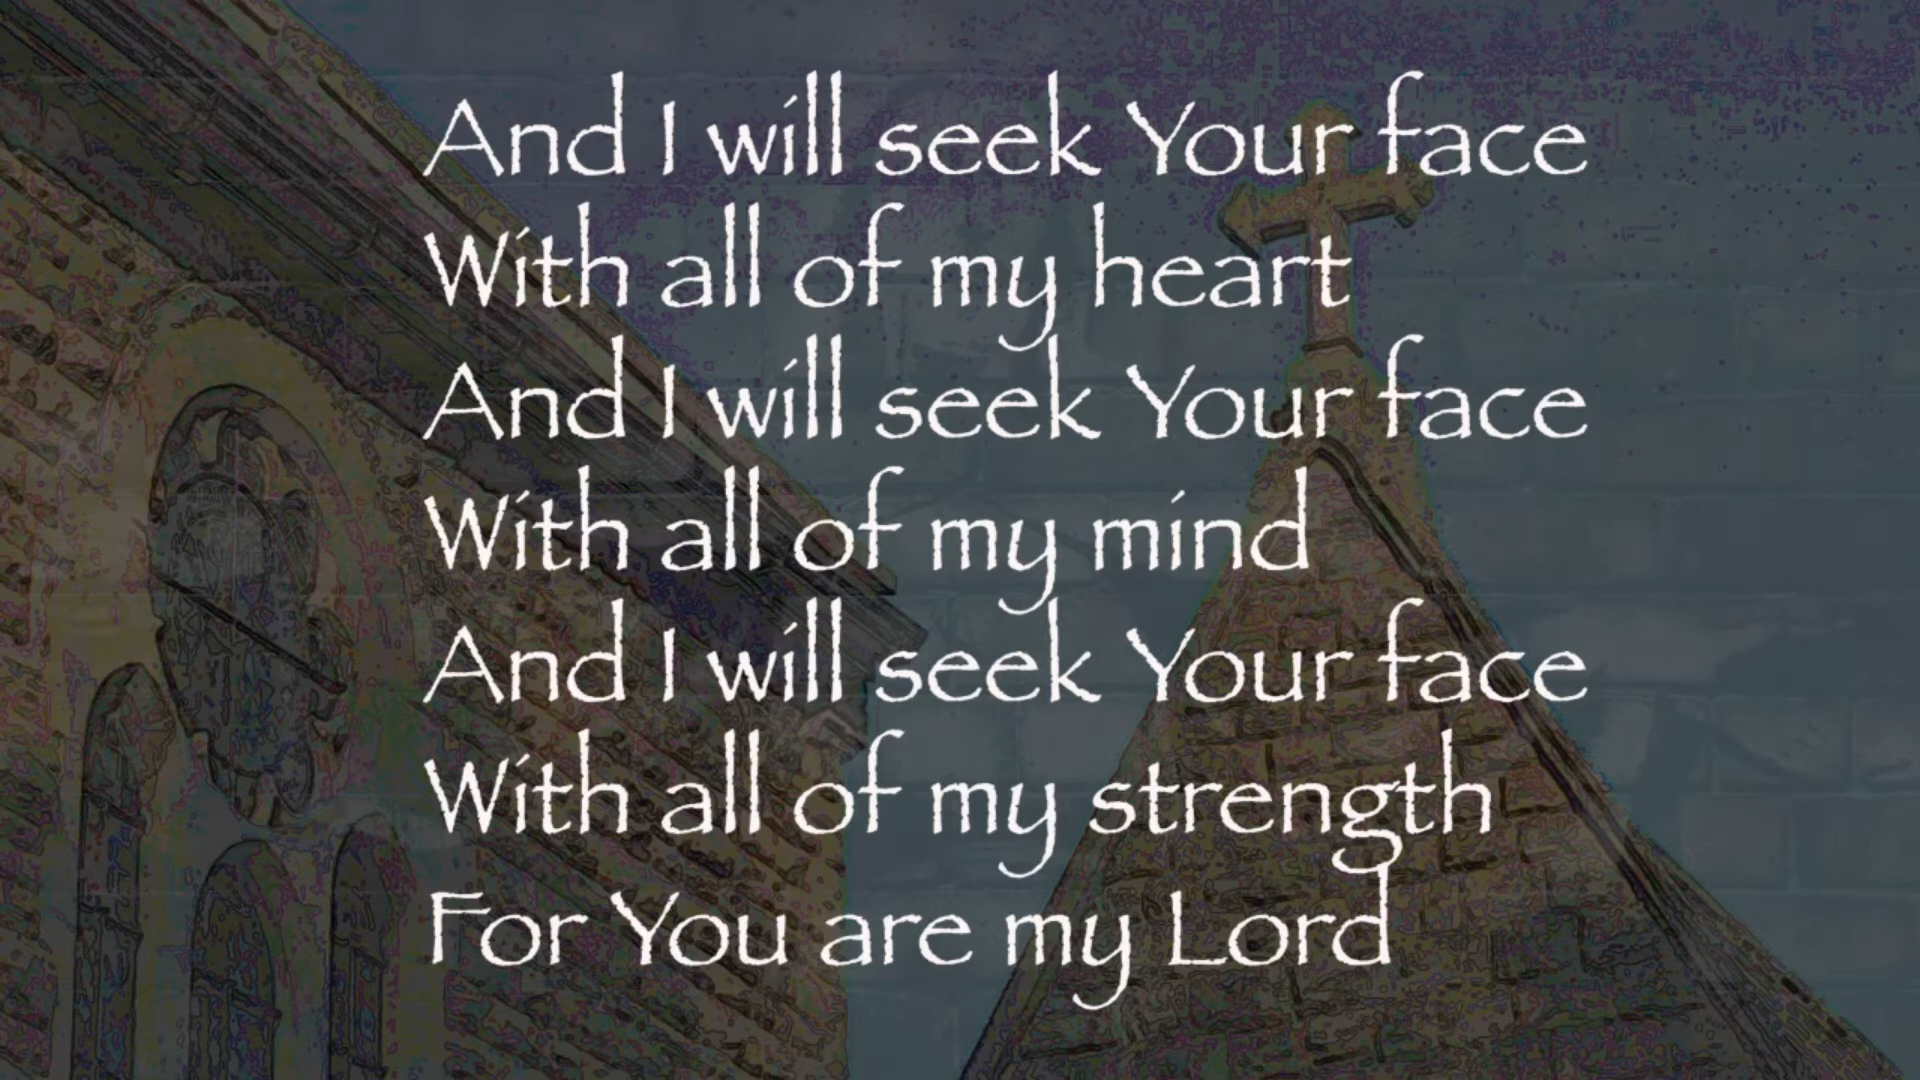 And I will seek Your face
With all of my heart
And I will seek Your face
With all of my mind
And I will seek Your face
With all of my strength
For You are my Lord